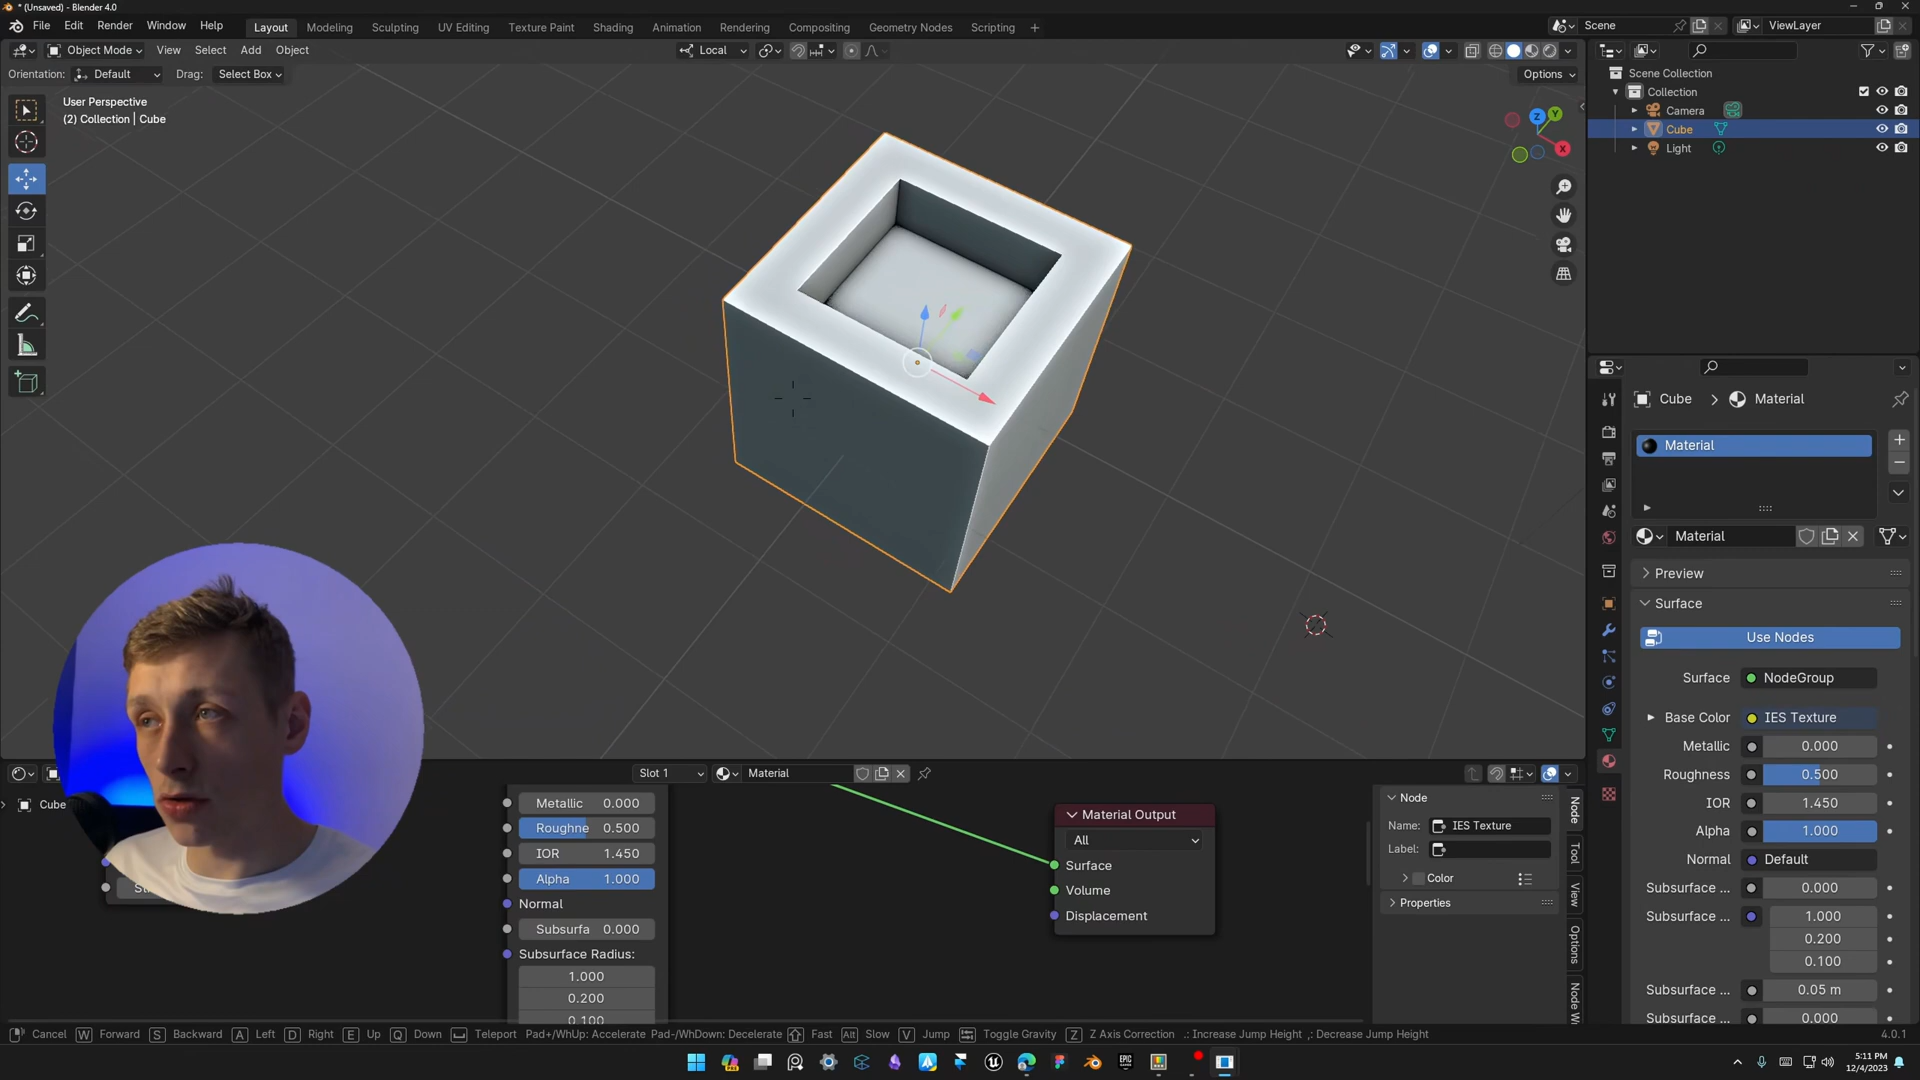 * (Unsaved) - Blender 4.0
File Edit Render Window Help
Layout Modeling Sculpting UV Editing Texture Paint Shading Animation Rendering Compositing Geometry Nodes Scripting +
Scene ViewLayer
Object Mode View Select Add Object Local
Orientation: Default Drag: Select Box Options
User Perspective
(2) Collection | Cube
Z Y X
Scene Collection
Collection
Camera
Cube
Light
Cube > Material
Material
Material
Preview
Surface
Use Nodes
Surface NodeGroup
Base Color IES Texture
Metallic 0.000
Roughness 0.500
IOR 1.450
Alpha 1.000
Normal Default
Subsurface ... 0.000
Subsurface ... 1.000
0.200
0.100
Subsurface ... 0.05 m
Subsurface ... 0.000
Slot 1 Material
Cube
Metallic 0.000
Roughne 0.500
IOR 1.450
Alpha 1.000
Normal
Subsurfa 0.000
Subsurface Radius:
1.000
0.200
0.100
Material Output
All
Surface
Volume
Displacement
Node
Name: IES Texture
Label:
Color
Properties
Node
Tool
View
Options
Node W
Cancel W Forward S Backward A Left D Right E Up Q Down Teleport Pad+/WhUp: Accelerate Pad-/WhDown: Decelerate Fast Alt Slow V Jump Toggle Gravity Z Z Axis Correction .: Increase Jump Height ,: Decrease Jump Height 4.0.1
5:11 PM
12/4/2023